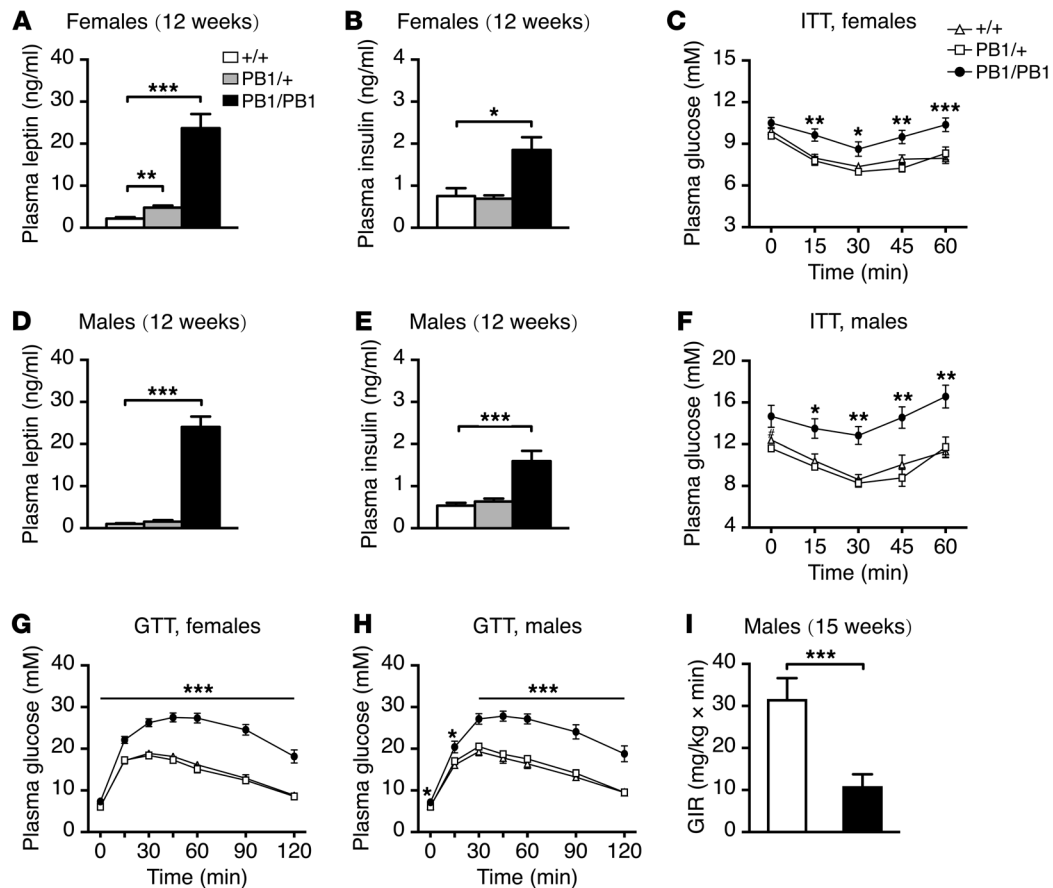 A Females (12 weeks)
Plasma leptin (ng/ml)
40
30
20
10
0
***
**
+/+
PB1/+
PB1/PB1
B Females (12 weeks)
Plasma insulin (ng/ml)
4
3
2
1
0
*
C ITT, females
+/+
PB1/+
PB1/PB1
Plasma glucose (mM)
15
12
9
6
3
** * ** ***
0 15 30 45 60
Time (min)
D Males (12 weeks)
Plasma leptin (ng/ml)
40
30
20
10
0
***
E Males (12 weeks)
Plasma insulin (ng/ml)
4
3
2
1
0
***
F ITT, males
Plasma glucose (mM)
20
16
12
8
4
#
* ** ** **
0 15 30 45 60
Time (min)
G GTT, females
Plasma glucose (mM)
40
30
20
10
0
***
0 30 60 90 120
Time (min)
H GTT, males
Plasma glucose (mM)
40
30
20
10
0
* * ***
0 30 60 90 120
Time (min)
I Males (15 weeks)
GIR (mg/kg × min)
40
30
20
10
0
***